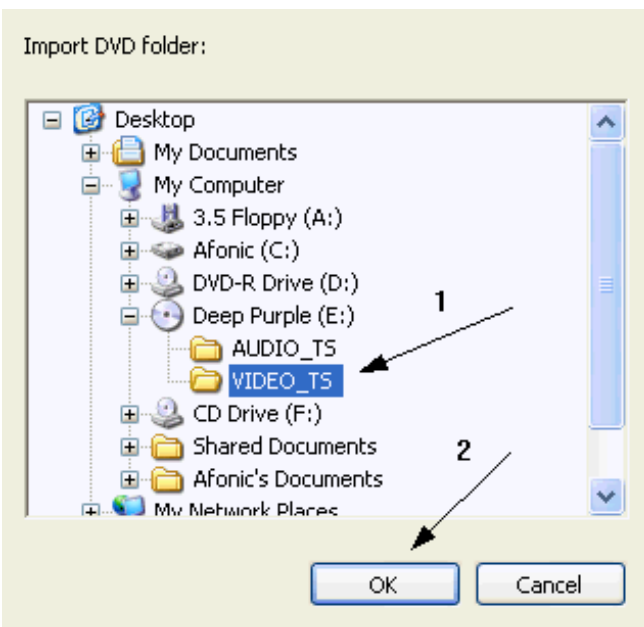 Import DVD folder:
Desktop
My Documents
My Computer
3.5 Floppy (A:)
Afonic (C:)
DVD-R Drive (D:)
1
Deep Purple (E:)
AUDIO_TS
VIDEO_TS
CD Drive (F:)
Shared Documents
2
Afonic's Documents
My Network Places
OK Cancel